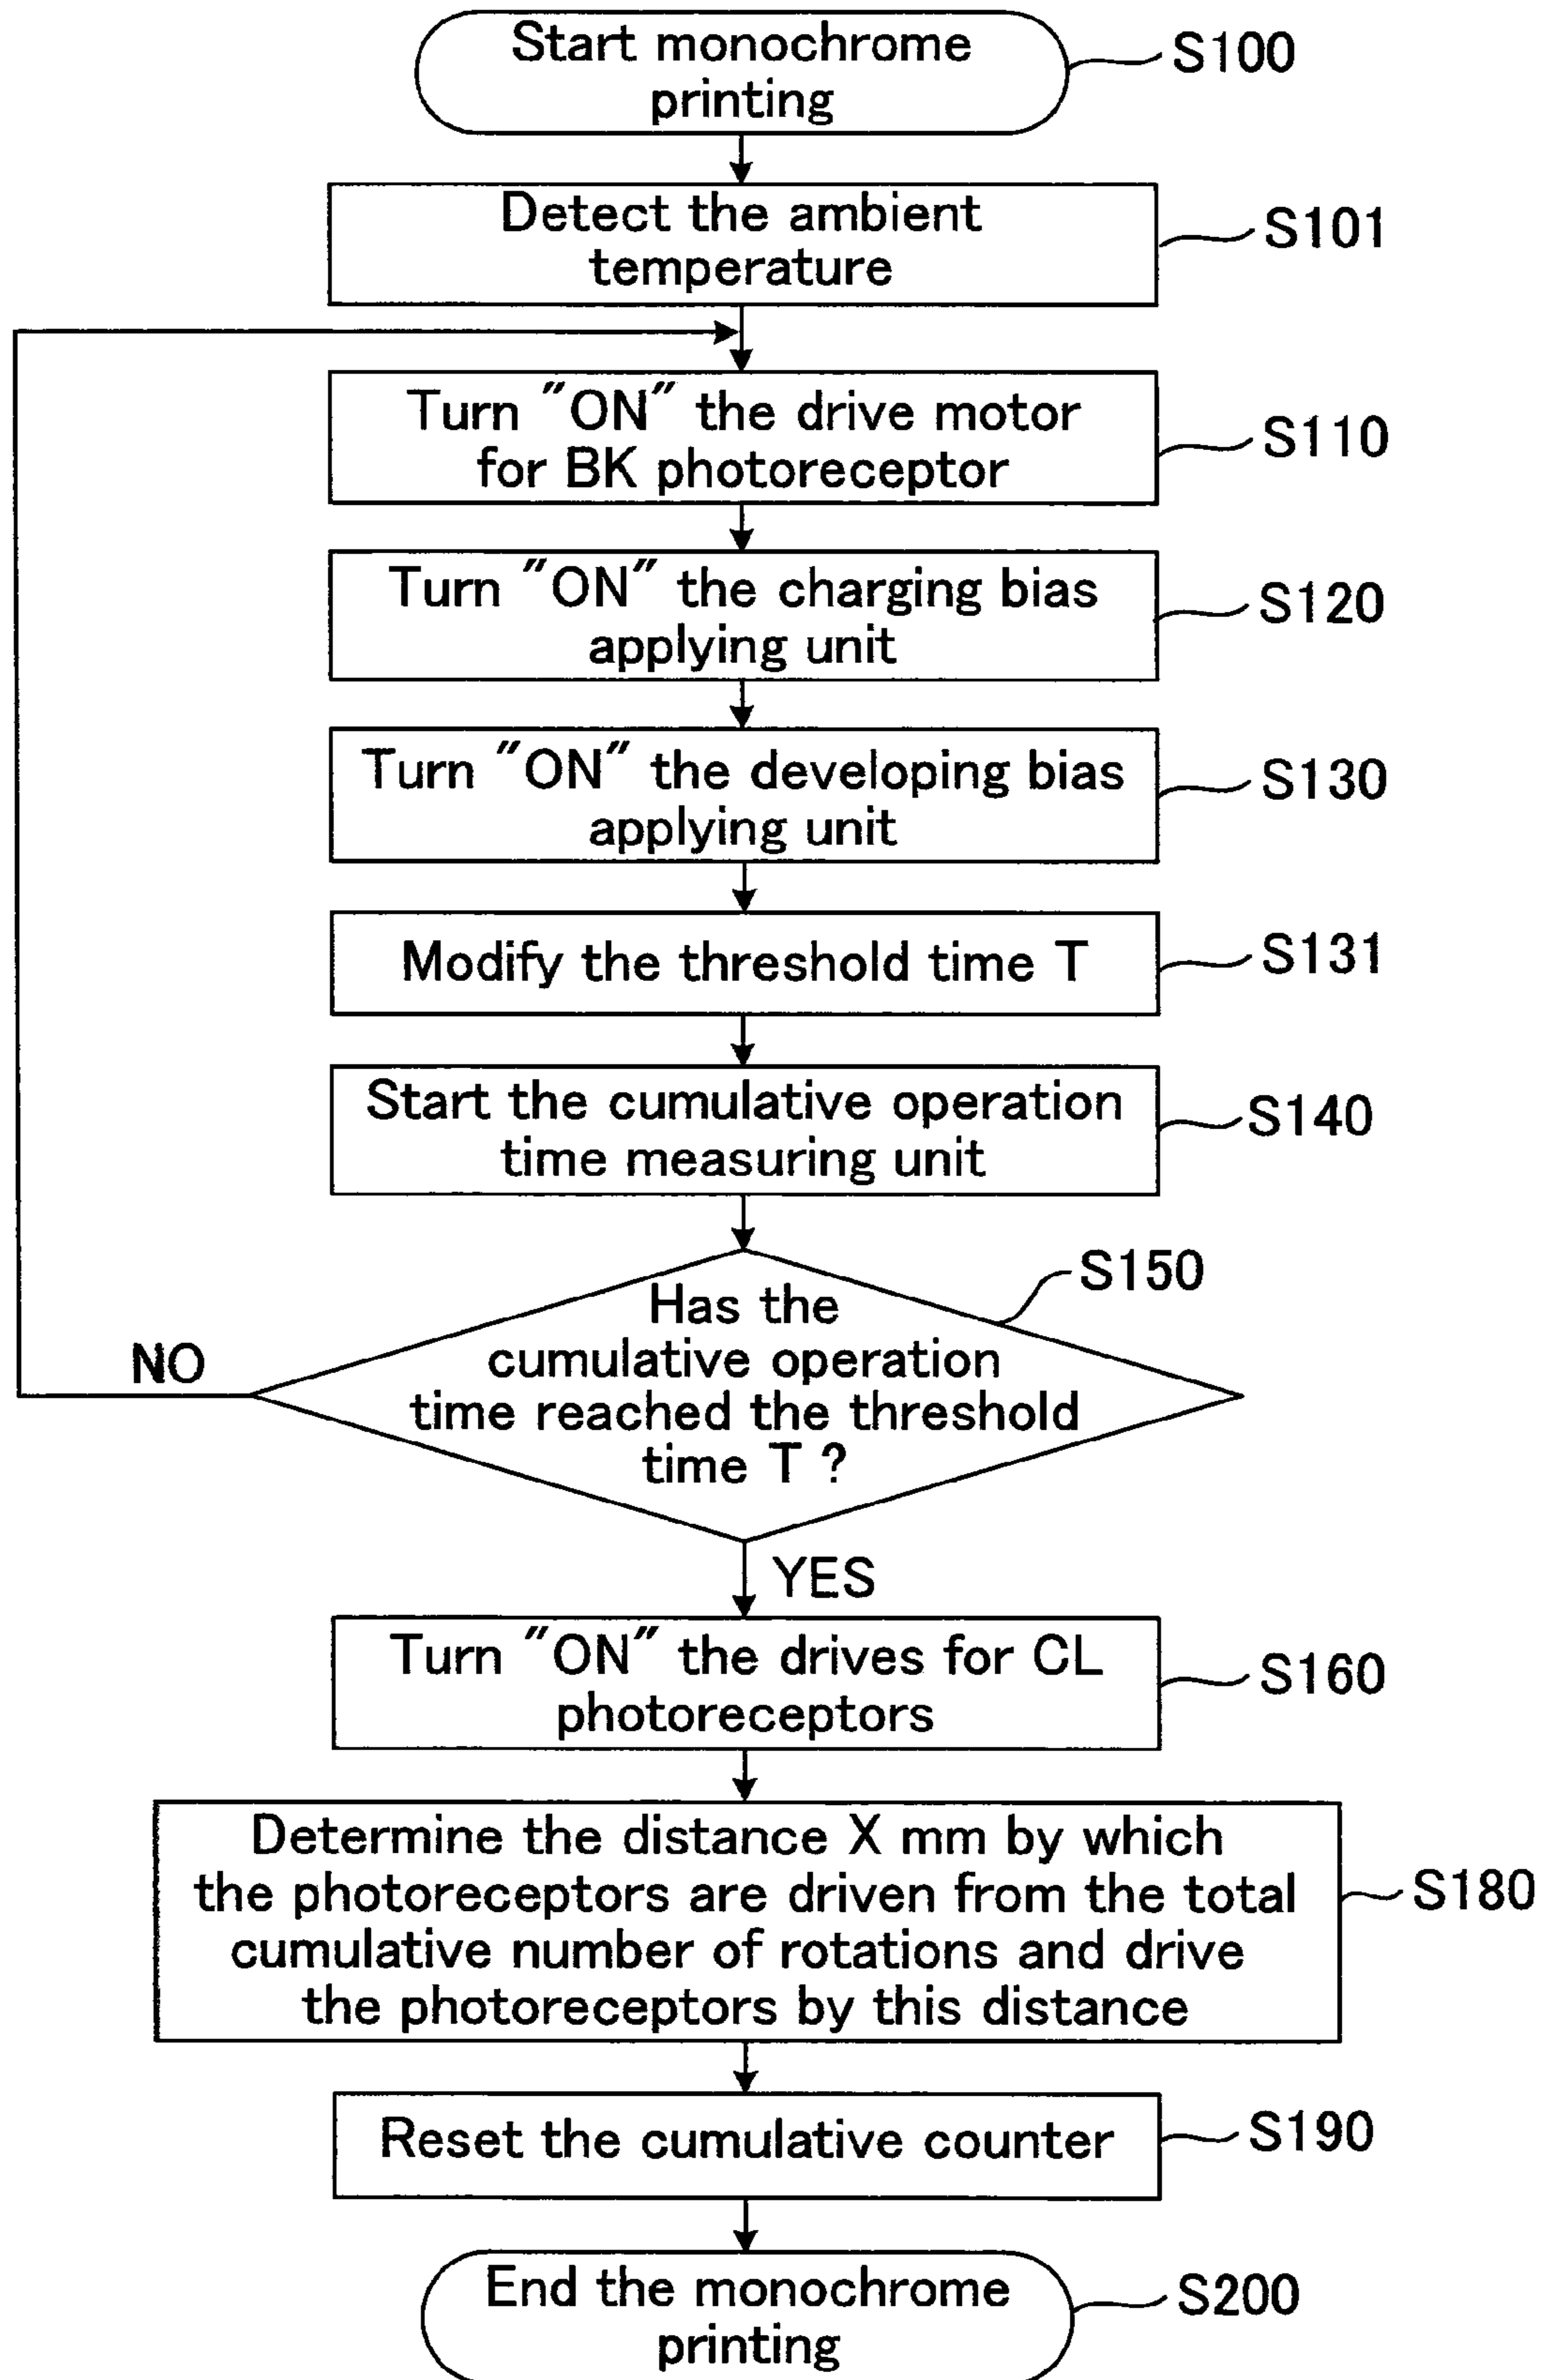 Start monochrome
printing
S100
Detect the ambient
temperature
S101
Turn "ON" the drive motor
for BK photoreceptor
S110
Turn "ON" the charging bias
applying unit
S120
Turn "ON" the developing bias
applying unit
S130
Modify the threshold time T
S131
Start the cumulative operation
time measuring unit
S140
S150
Has the
cumulative operation
time reached the threshold
time T ?
NO
YES
Turn "ON" the drives for CL
photoreceptors
S160
Determine the distance X mm by which
the photoreceptors are driven from the total
cumulative number of rotations and drive
the photoreceptors by this distance
S180
Reset the cumulative counter
S190
End the monochrome
printing
S200